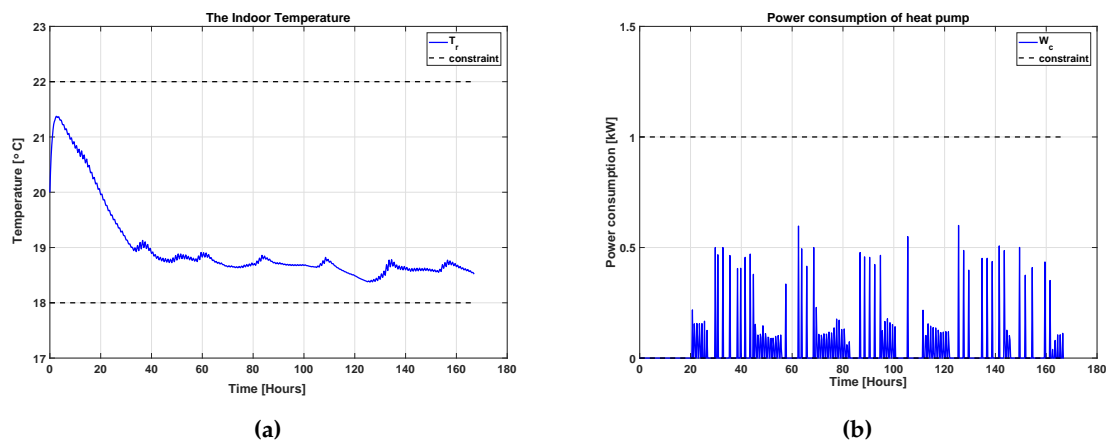 The Indoor Temperature
T_r
constraint
Temperature [° C]
23
22
21
20
19
18
17
0 20 40 60 80 100 120 140 160 180
Time [Hours]
(a)
Power consumption of heat pump
W_c
constraint
Power consumption [kW]
1.5
1
0.5
0
0 20 40 60 80 100 120 140 160 180
Time [Hours]
(b)